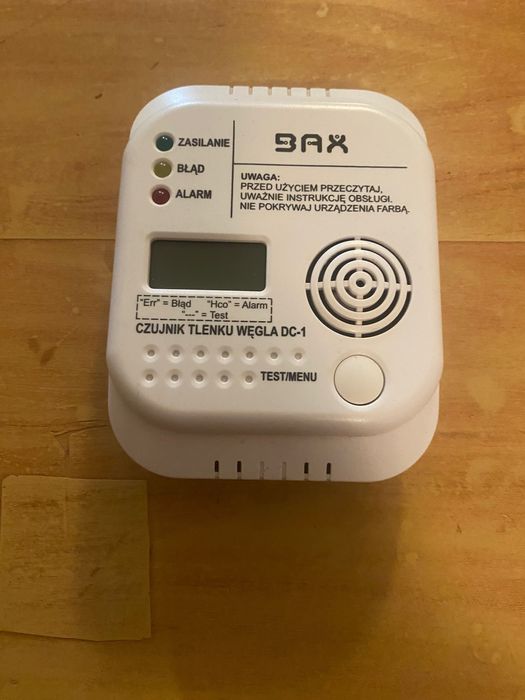 ZASILANIE
BŁĄD
ALARM
BAX
UWAGA:
PRZED UŻYCIEM PRZECZYTAJ,
UWAŻNIE INSTRUKCJĘ OBSŁUGI.
NIE POKRYWAJ URZĄDZENIA FARBĄ.
"Err" = Błąd "Hco" = Alarm
"---" = Test
CZUJNIK TLENKU WĘGLA DC-1
TEST/MENU